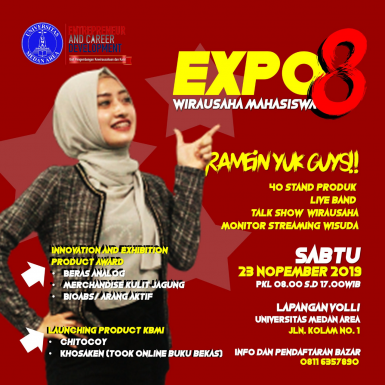 UNIVERSITAS
MEDAN AREA
ENTREPRENEUR
AND CAREER
DEVELOPMENT
EXPO 8
WIRAUSAHA MAHASISWA
RAMEIN YUK GUYS!!
40 STAND PRODUK
LIVE BAND
TALK SHOW WIRAUSAHA
MONITOR STREAMING WISUDA
INNOVATION AND EXHIBITION
PRODUCT AWARD
• BERAS ANALOG
• MERCHANDISE KULIT JAGUNG
• BIOABS/ ARANG AKTIF
LAUNCHING PRODUCT KBMI
• CHITOCOY
• KHOSAKEN (TOOK ONLINE BUKU BEKAS)
SABTU
23 NOPEMBER 2019
PKL 08.00 S.D 17.00WIB
LAPANGAN VOLLI
UNIVERSITAS MEDAN AREA
JLN. KOLAM NO. 1
INFO DAN PENDAFTARAN BAZAR
0811 6357890